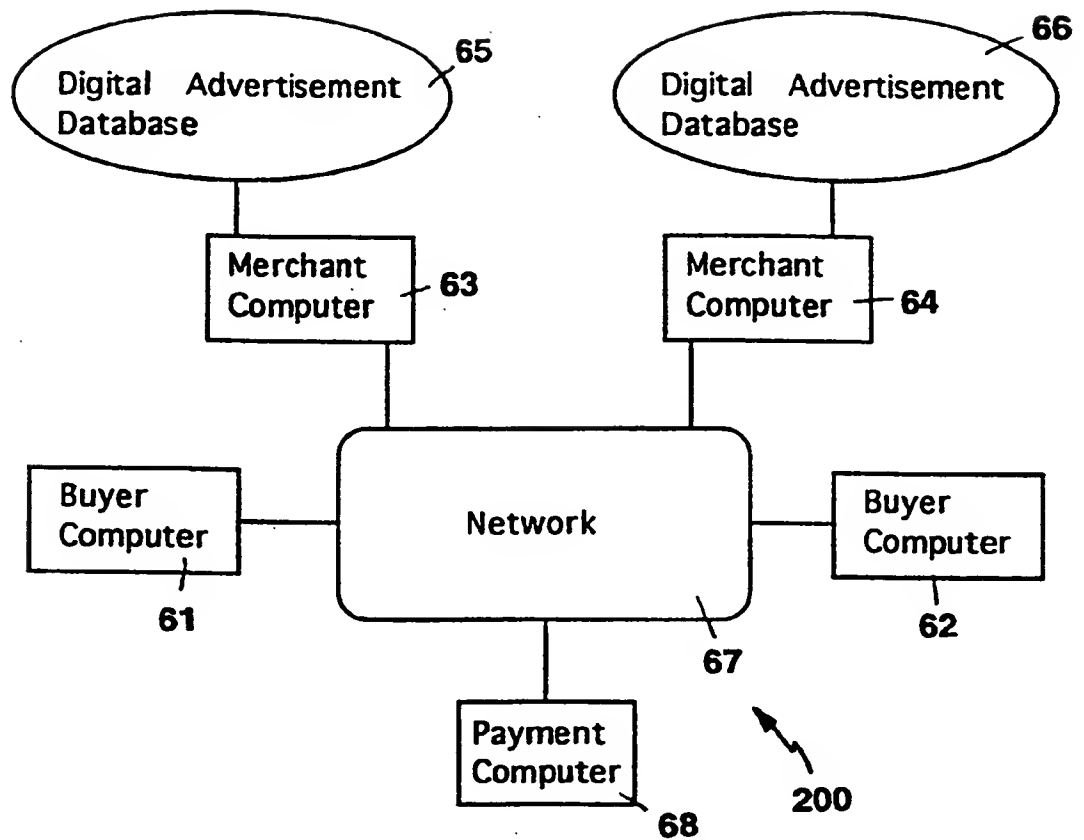 65
Digital Advertisement
Database
66
Digital Advertisement
Database
Merchant
Computer
63
Merchant
Computer
64
Buyer
Computer
61
Network
67
Buyer
Computer
62
Payment
Computer
68
200